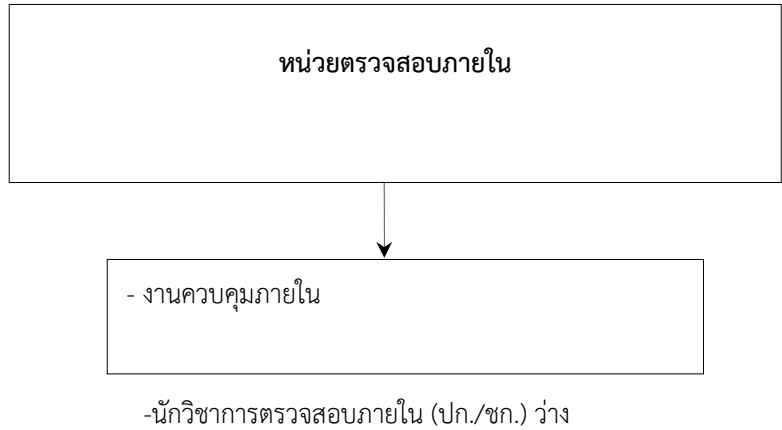 หน่วยตรวจสอบภายใน
- งานควบคุมภายใน
-นักวิชาการตรวจสอบภายใน (ปก./ชก.) ว่าง